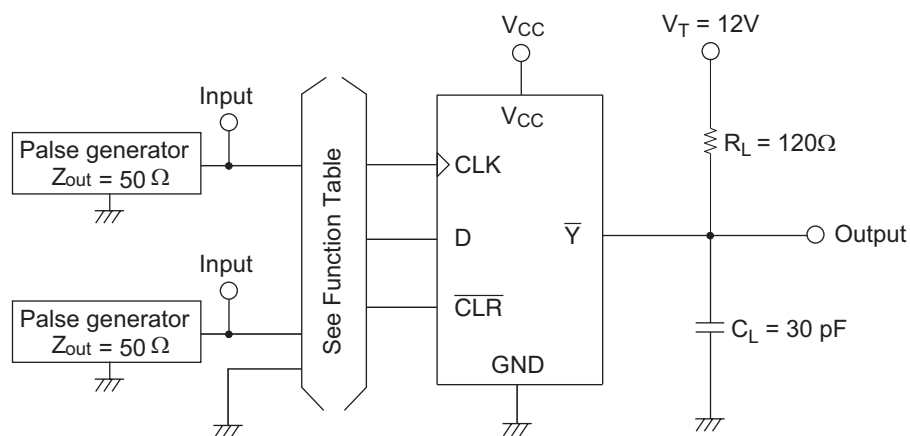 Input
Palse generator
Zout = 50 Ω
Input
Palse generator
Zout = 50 Ω
See Function Table
VCC
VCC
CLK
D
CLR
Y
GND
VT = 12V
RL = 120Ω
Output
CL = 30 pF